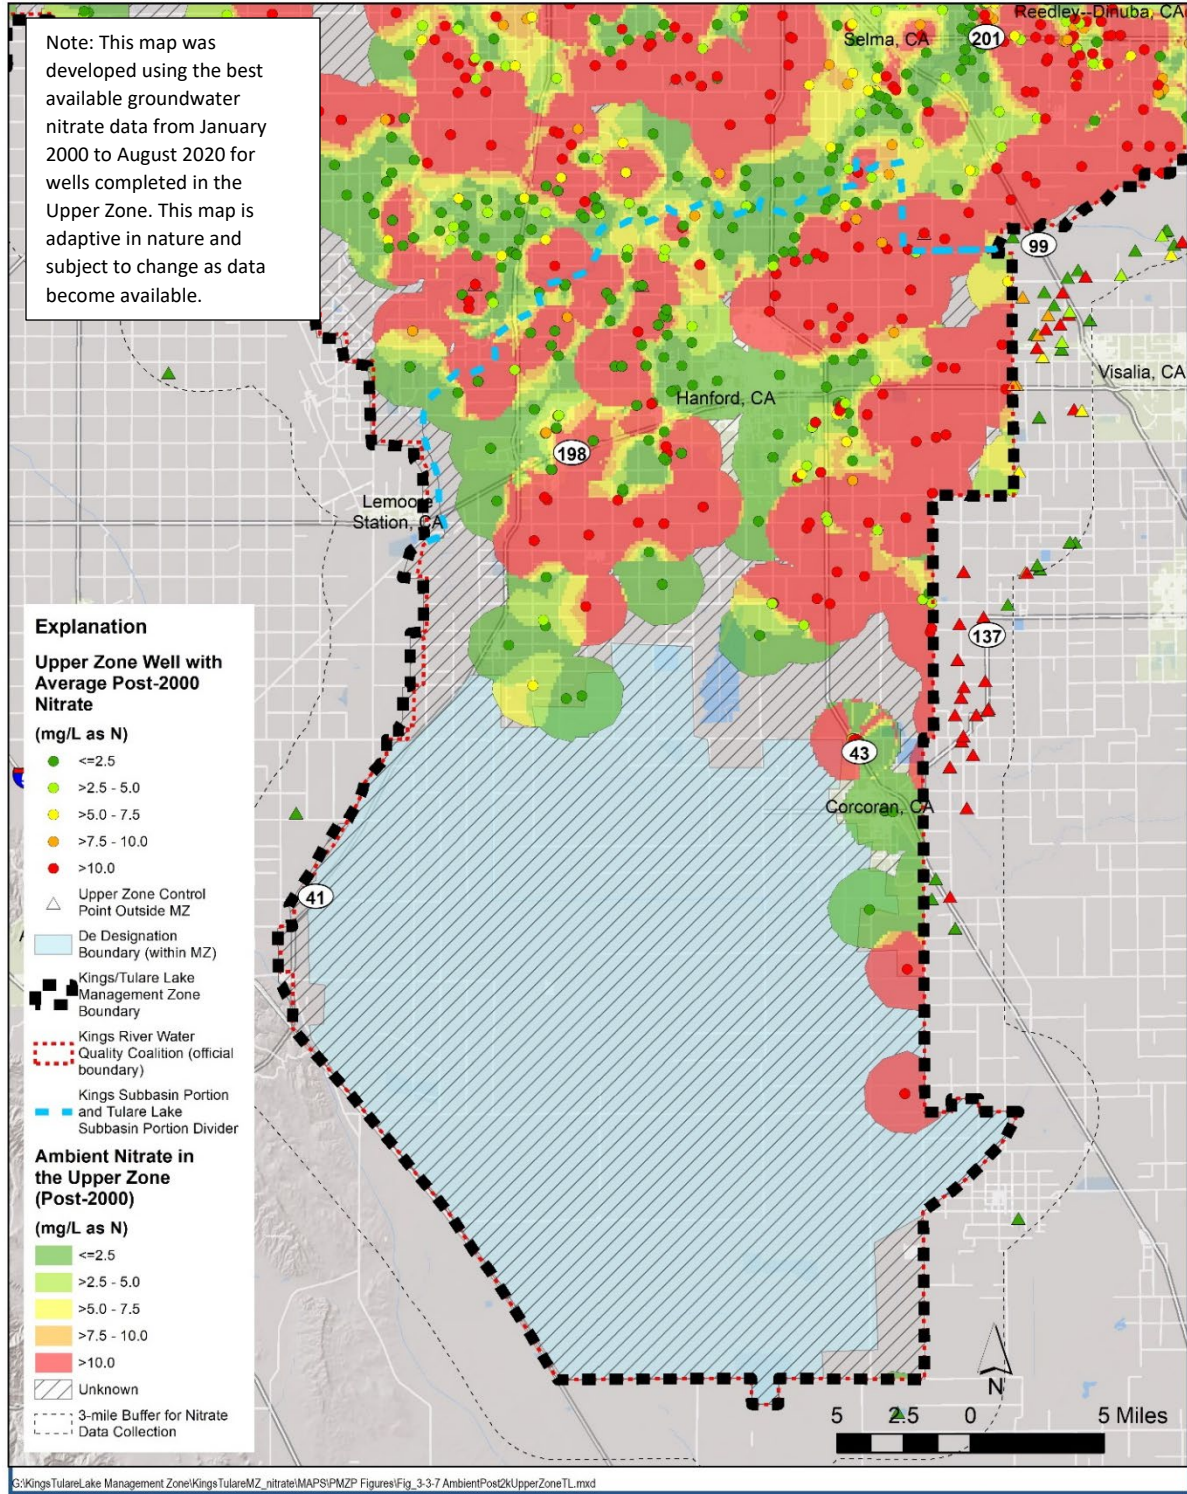 Note: This map was
developed using the best
available groundwater
nitrate data from January
2000 to August 2020 for
wells completed in the
Upper Zone. This map is
adaptive in nature and
subject to change as data
become available.
Reedley--Dinuba, CA
Selma, CA
201
99
Visalia, CA
Hanford, CA
198
Lemoore
Station, CA
137
43
Corcoran, CA
41
Explanation
Upper Zone Well with
Average Post-2000
Nitrate
(mg/L as N)
<=2.5
>2.5 - 5.0
>5.0 - 7.5
>7.5 - 10.0
>10.0
Upper Zone Control
Point Outside MZ
De Designation
Boundary (within MZ)
Kings/Tulare Lake
Management Zone
Boundary
Kings River Water
Quality Coalition (official
boundary)
Kings Subbasin Portion
and Tulare Lake
Subbasin Portion Divider
Ambient Nitrate in
the Upper Zone
(Post-2000)
(mg/L as N)
<=2.5
>2.5 - 5.0
>5.0 - 7.5
>7.5 - 10.0
>10.0
Unknown
3-mile Buffer for Nitrate
Data Collection
N
5 2.5 0 5 Miles
G:\KingsTulareLake Management Zone\KingsTulareMZ_nitrate\MAPS\PMZP Figures\Fig_3-3-7 AmbientPost2kUpperZoneTL.mxd